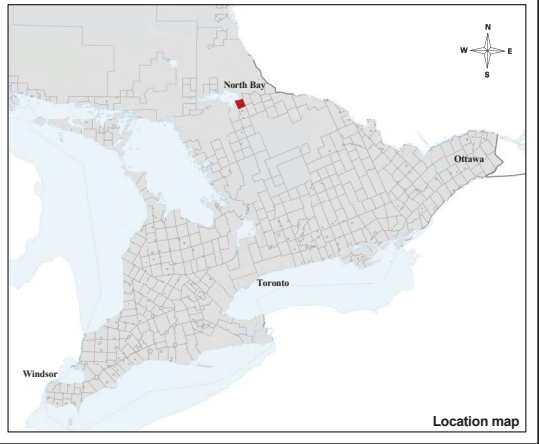 N
W E
S
North Bay
Ottawa
Toronto
Windsor
Location map